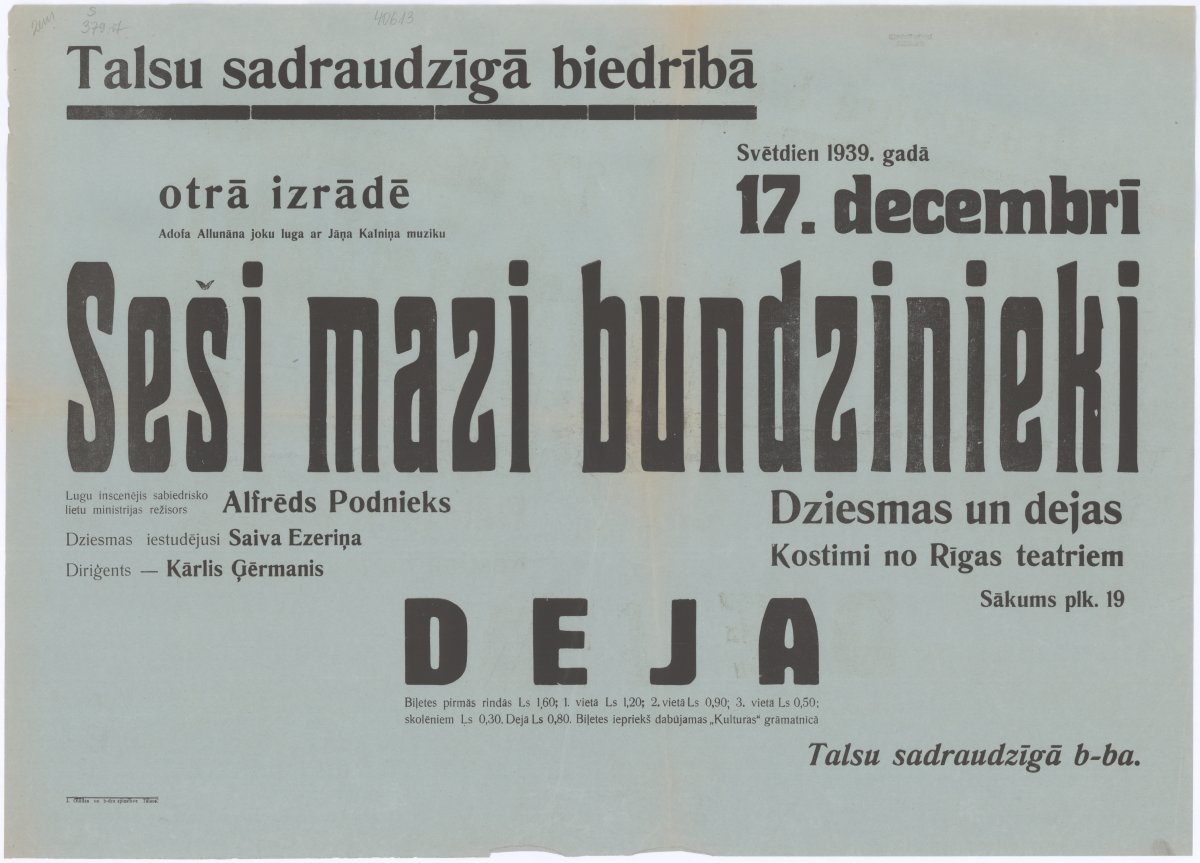 40613
Talsu sadraudzīgā biedrībā
Svētdien 1939. gadā
17. decembrī
otrā izrādē
Adofa Allunāna joku luga ar Jāņa Kalniņa muziku
Seši mazi bundzinieki
Lugu inscenējis sabiedrisko
lietu ministrijas režisors Alfrēds Podnieks
Dziesmas iestudējusi Saiva Ezeriņa
Diriģents — Kārlis Ģērmanis
Dziesmas un dejas
Kostimi no Rīgas teatriem
Sākums plk. 19
DEJA
Biļetes pirmās rindās Ls 1,60; 1. vietā Ls 1,20; 2. vietā Ls 0,90; 3. vietā Ls 0,50;
skolēniem Ļs 0,30. Dejā Ls 0,80. Biļetes iepriekš dabūjamas „Kulturas“ grāmatnicā
Talsu sadraudzīgā b-ba.